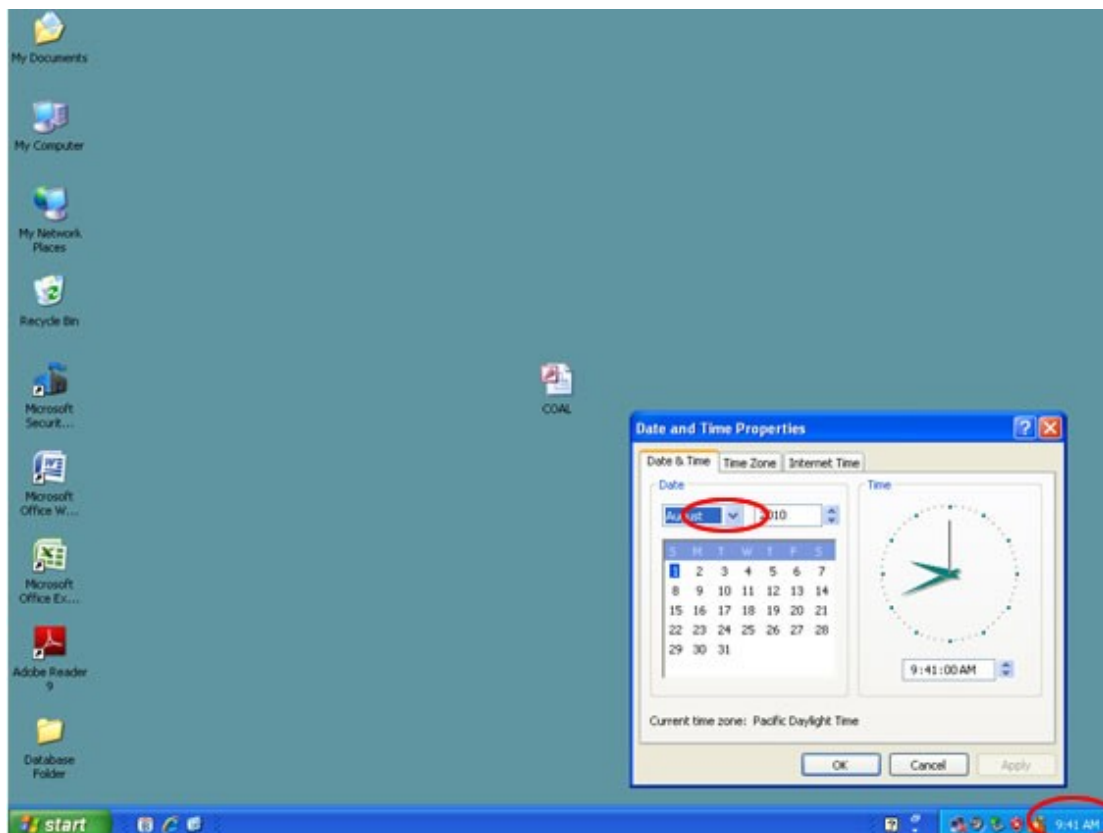 My Documents
My Computer
My Network
Places
Recycle Bin
Microsoft
Securit...
Microsoft
Office W...
Microsoft
Office Ex...
Adobe Reader
9
Database
Folder
COAL
Date and Time Properties
Date & Time Time Zone Internet Time
Date
August 2010
S M T W T F S
1 2 3 4 5 6 7
8 9 10 11 12 13 14
15 16 17 18 19 20 21
22 23 24 25 26 27 28
29 30 31
Time
9:41:00 AM
Current time zone: Pacific Daylight Time
OK Cancel Apply
start
9:41 AM